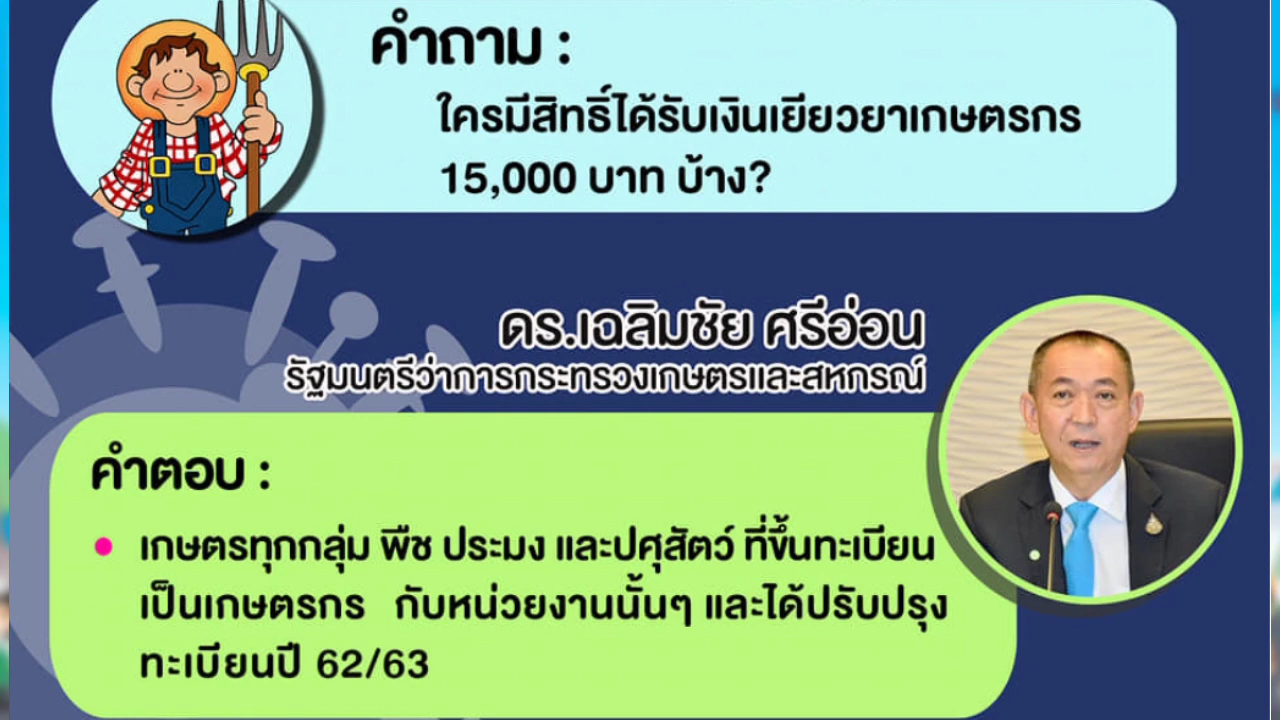 คำถาม :
ใครมีสิทธิ์ได้รับเงินเยียวยาเกษตรกร
15,000 บาท บ้าง?
ดร.เฉลิมชัย ศรีอ่อน
รัฐมนตรีว่าการกระทรวงเกษตรและสหกรณ์
คำตอบ :
• เกษตรทุกกลุ่ม พืช ประมง และปศุสัตว์ ที่ขึ้นทะเบียน
เป็นเกษตรกร กับหน่วยงานนั้นๆ และได้ปรับปรุง
ทะเบียนปี 62/63